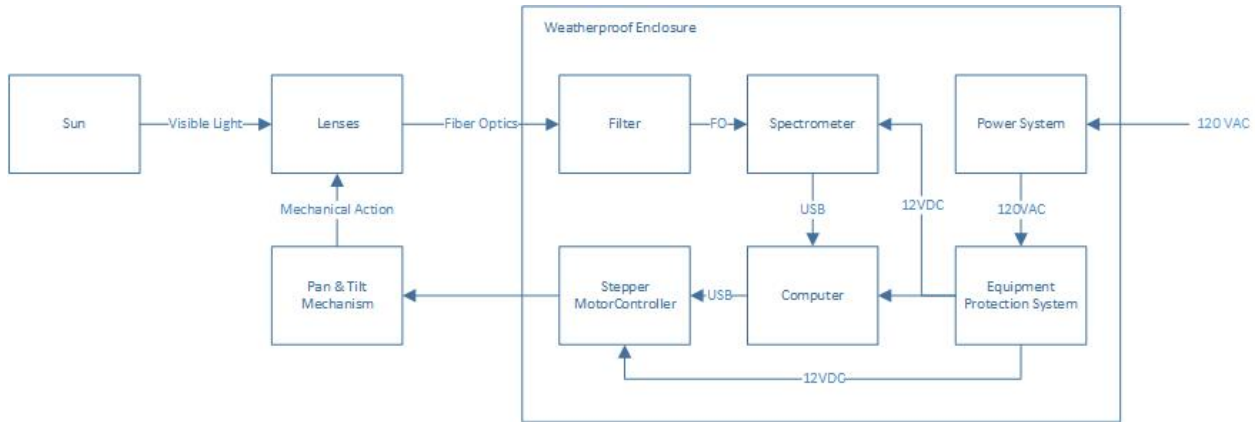 Weatherproof Enclosure
Sun
Visible Light
Lenses
Fiber Optics
Filter
FO
Spectrometer
Power System
120 VAC
Mechanical Action
USB
12VDC
120VAC
Pan & Tilt
Mechanism
Stepper
MotorController
USB
Computer
Equipment
Protection System
12VDC